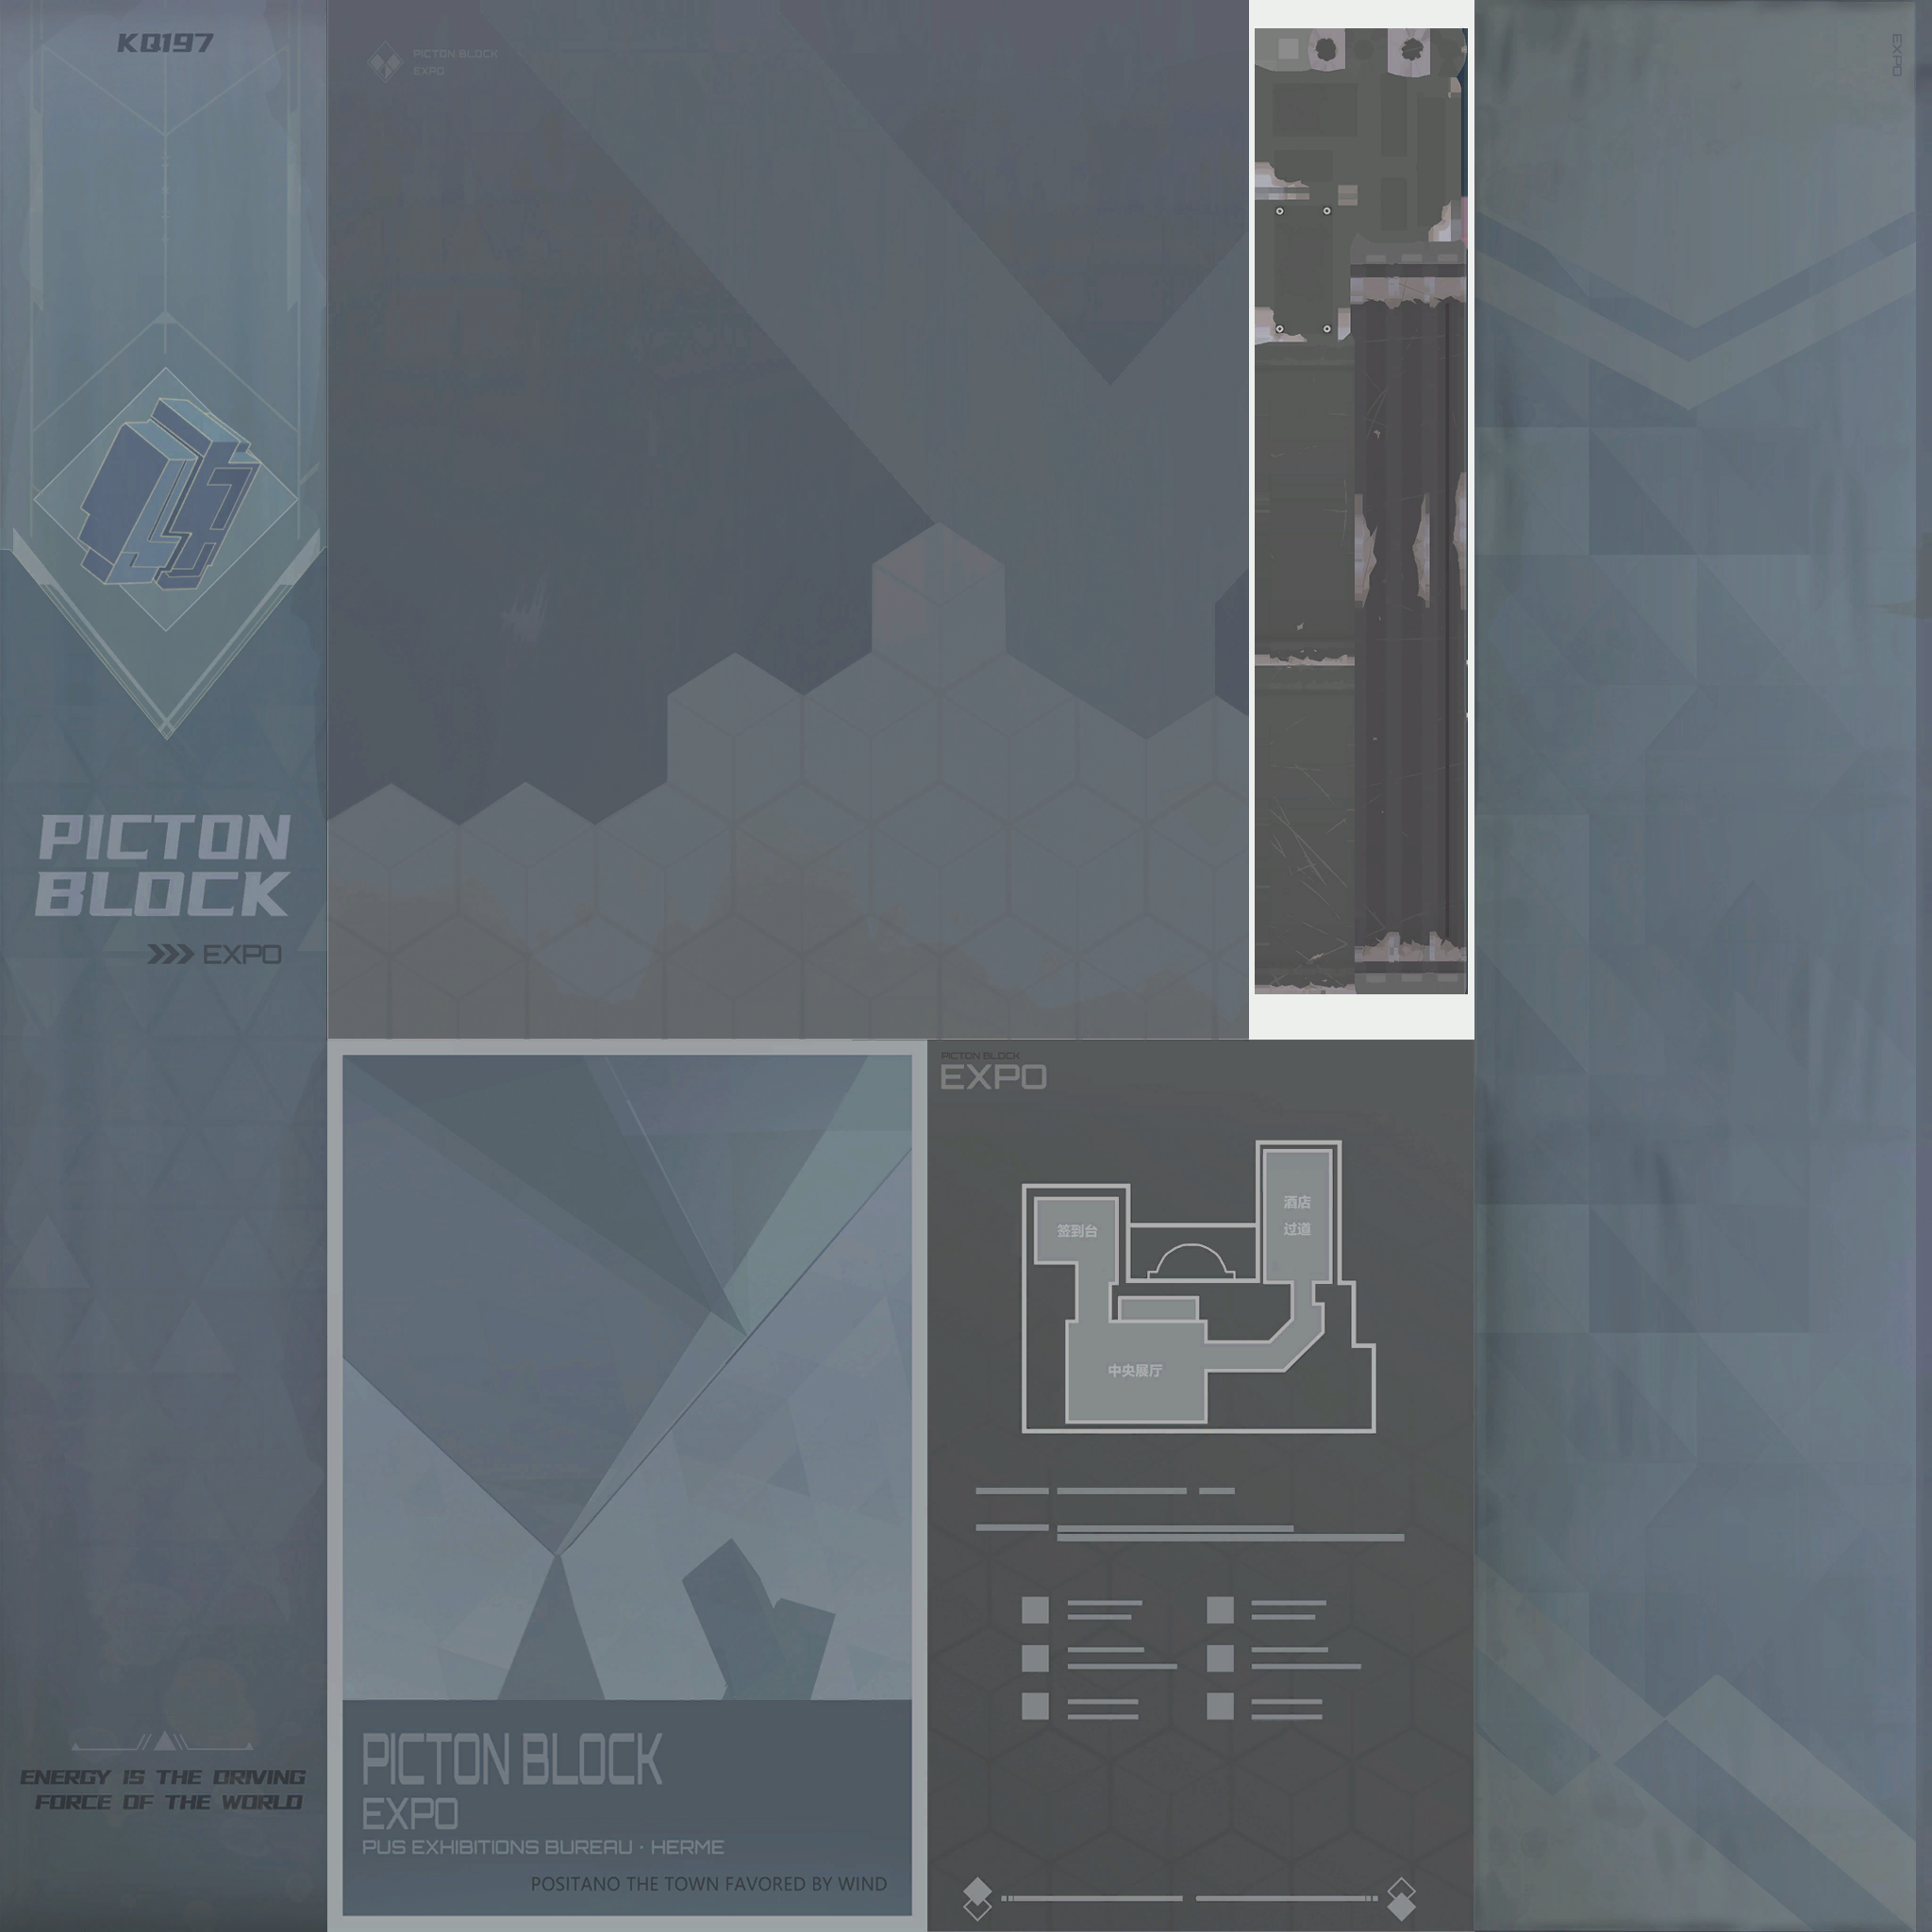 KQ197
PICTON
BLOCK
EXPO
ENERGY IS THE DRIVING
FORCE OF THE WORLD
PICTON BLOCK
EXPO
PICTON BLOCK
EXPO
PUS EXHIBITIONS BUREAU · HERME
POSITANO THE TOWN FAVORED BY WIND
PICTON BLOCK
EXPO
签到台
酒店
过道
中央展厅
EXPO